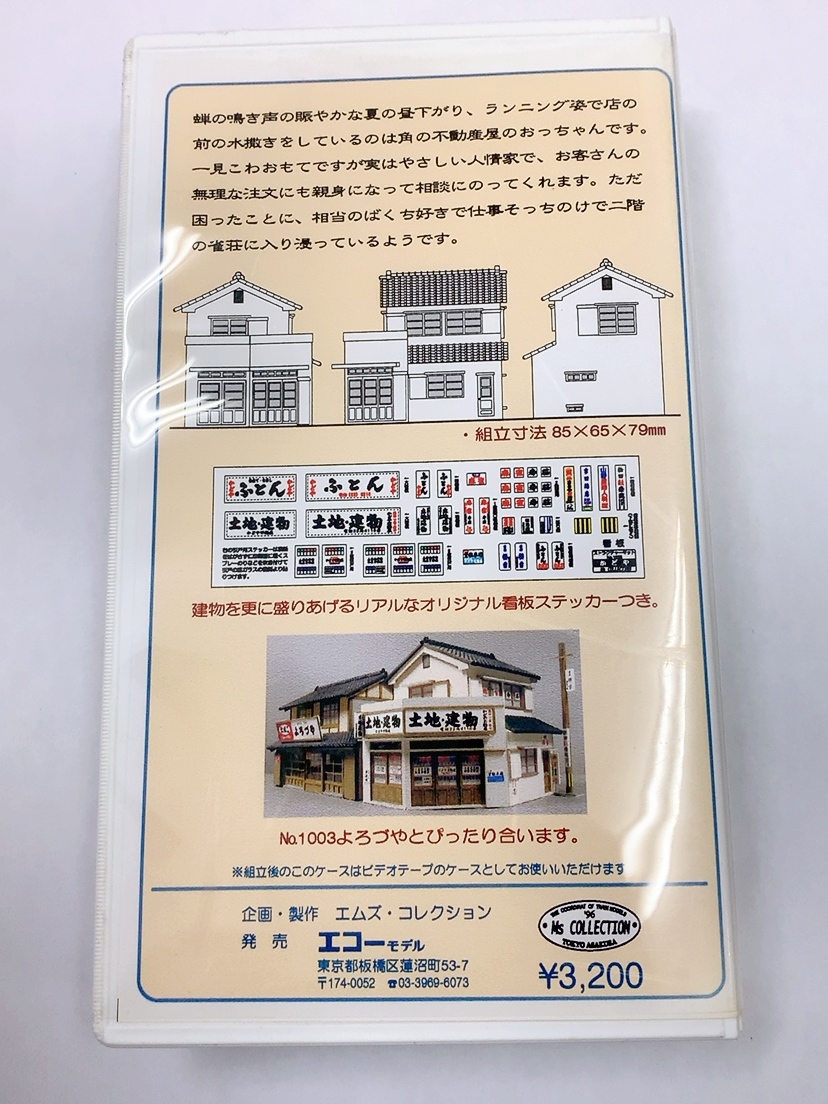 蝉の鳴き声の賑やかな夏の昼下がり、ランニング姿で店の
前の水撒きをしているのは角の不動産屋のおっちゃんです。
一見こわおもてですが実はやさしい人情家で、お客さんの
無理な注文にも親身になって相談にのってくれます。ただ
困ったことに、相当のばくち好きで仕事そっちのけで二階
の雀荘に入り浸っているようです。
・組立寸法 85×65×79mm
ふとん ふとん
土地・建物 土地・建物
看板
建物を更に盛りあげるリアルなオリジナル看板ステッカーつき。
よろづや 土地・建物 土地・建物
No.1003よろづやとぴったり合います。
※組立後のこのケースはビデオテープのケースとしてお使いいただけます
企画・製作 エムズ・コレクション
発 売 エコーモデル
東京都板橋区蓮沼町53-7
〒174-0052 ☎03-3969-6073
'96
Ms COLLECTION
TOKYO ASAKUSA
¥3,200